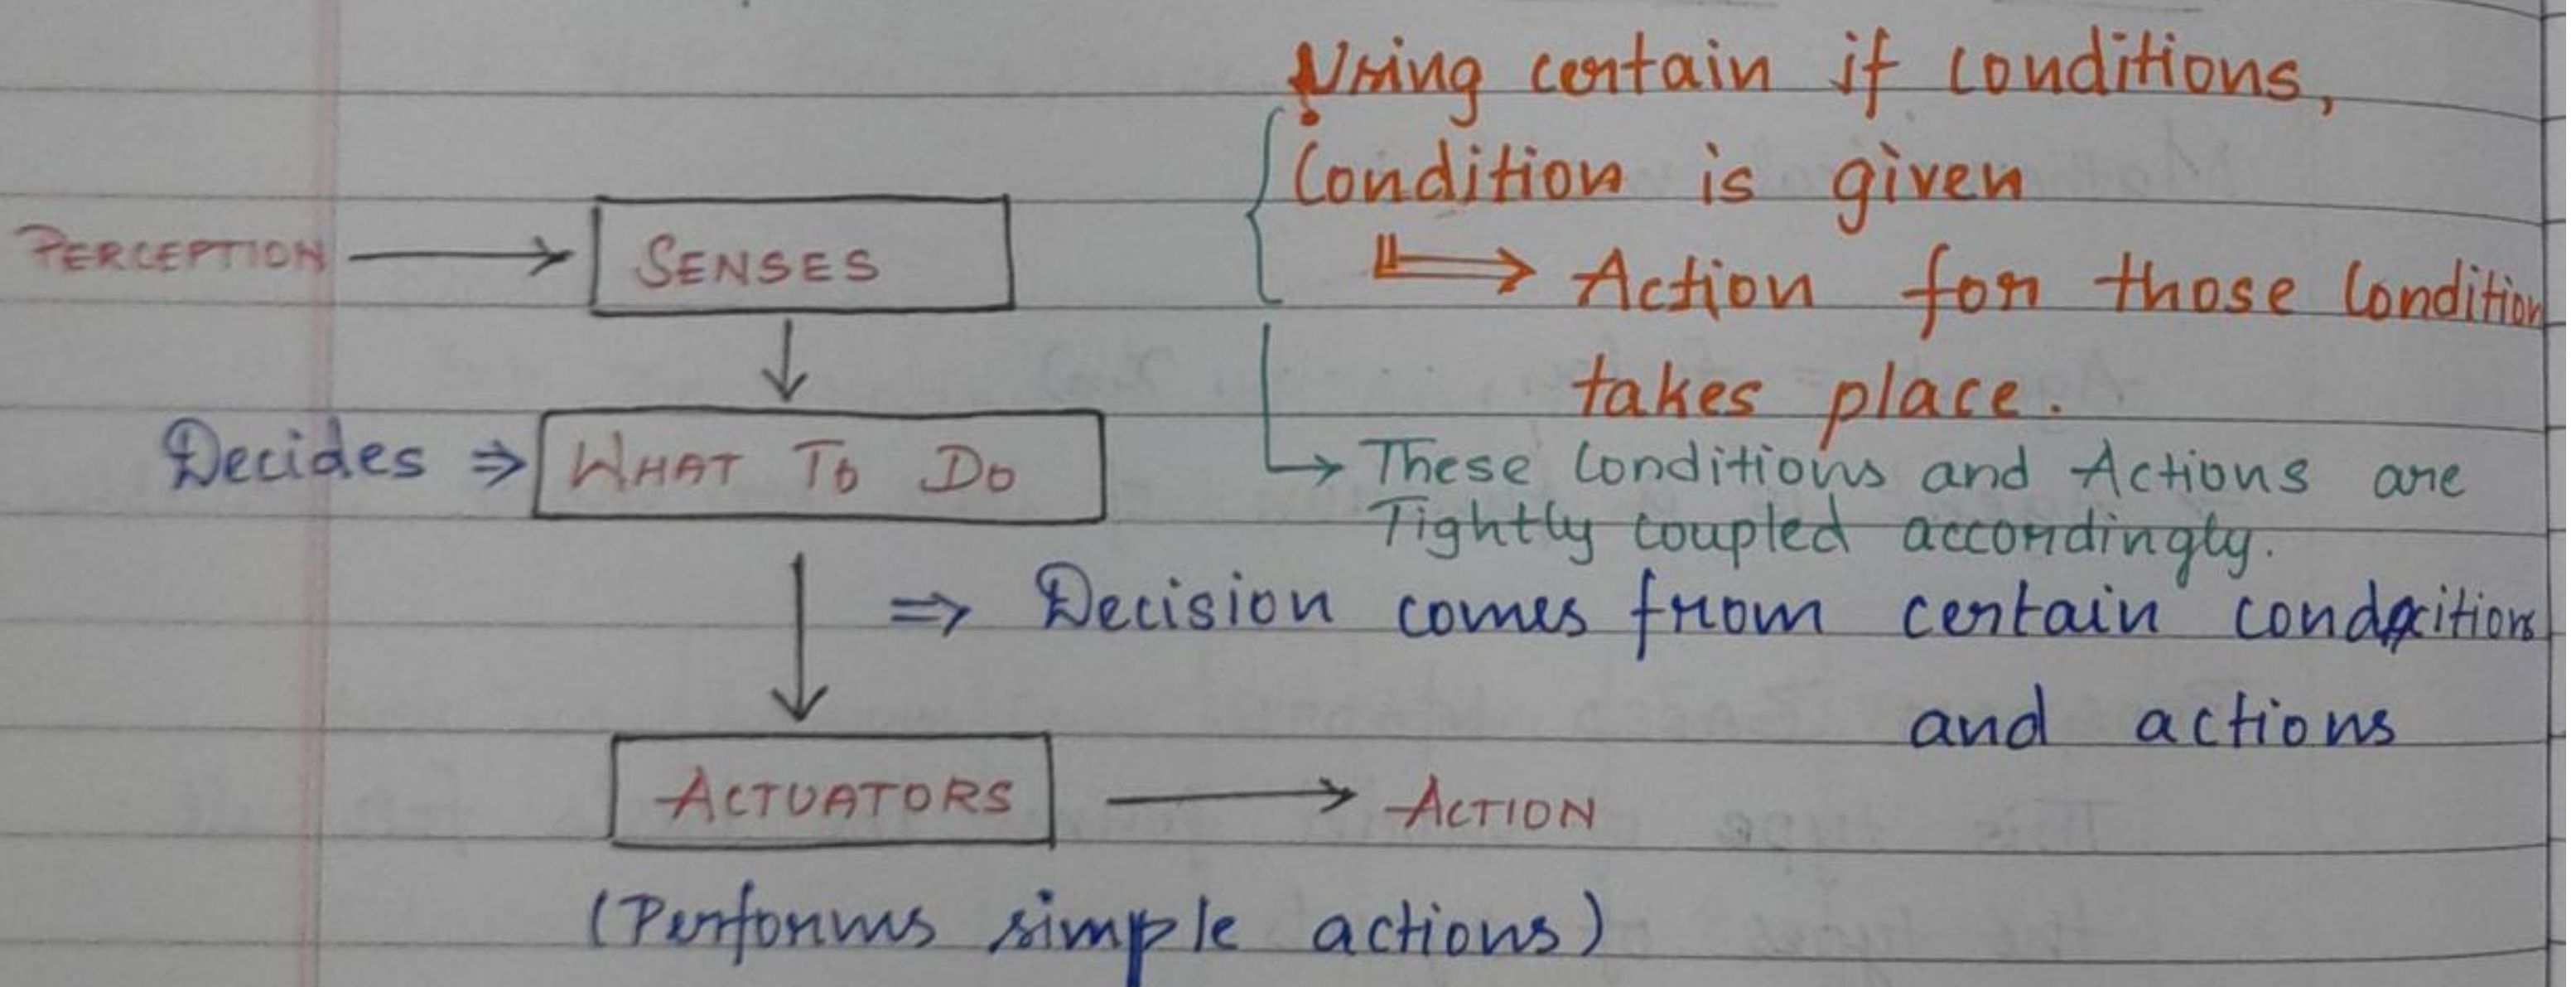 Using certain if conditions,
Condition is given
⇒ Action for those Condition
takes place.
PERCEPTION → SENSES
↓
Decides ⇒ WHAT TO DO
→ These Conditions and Actions are
Tightly coupled accordingly.
↓ ⇒ Decision comes from certain conditions
and actions
ACTUATORS → ACTION
(Performs simple actions)